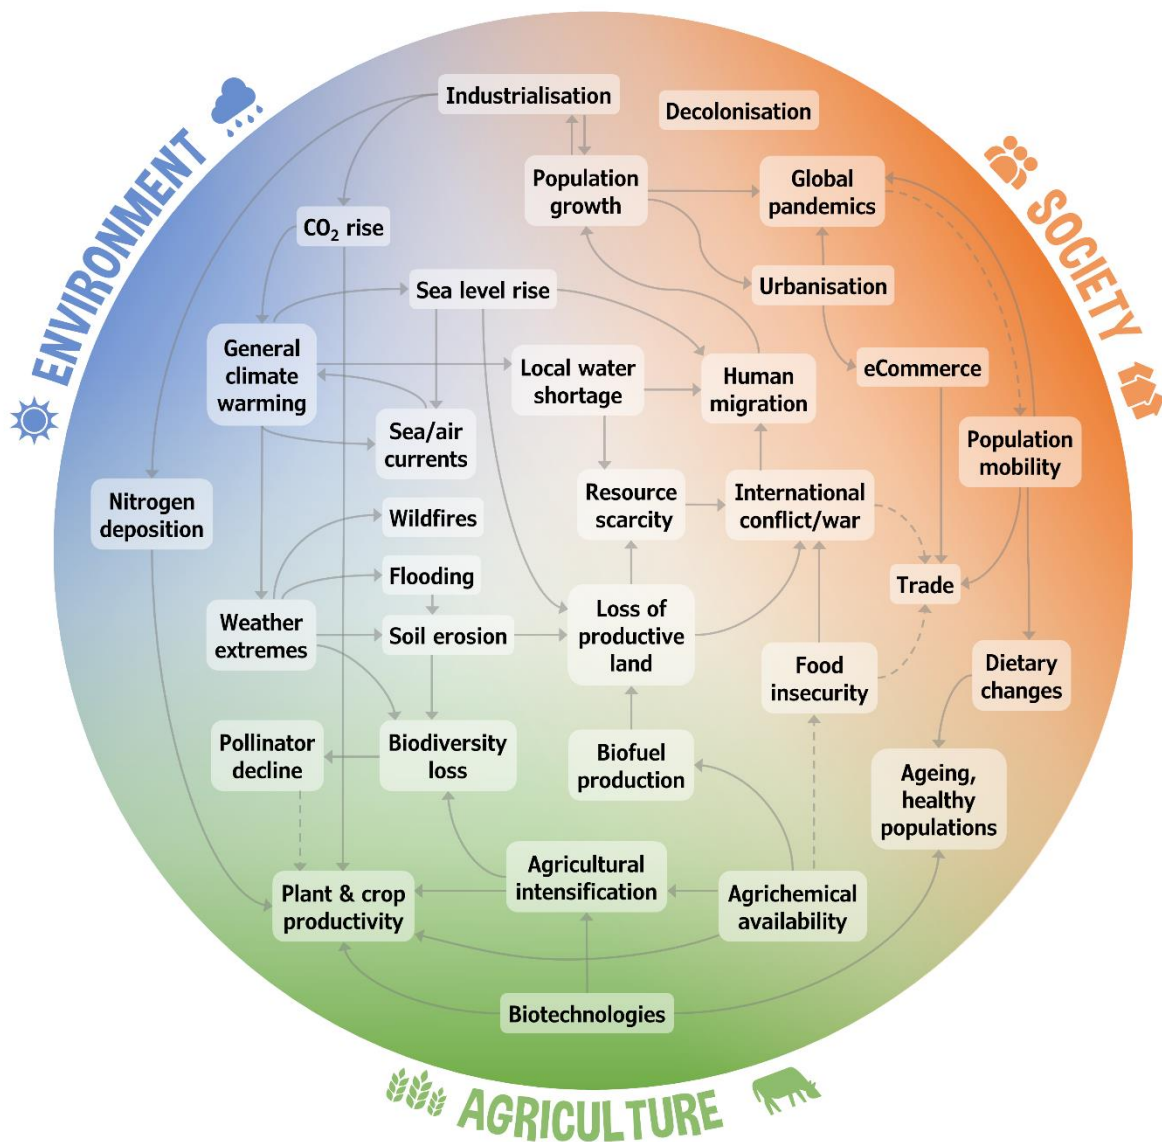 ENVIRONMENT
SOCIETY
AGRICULTURE
Industrialisation
Decolonisation
Population
growth
Global
pandemics
CO₂ rise
Sea level rise
Urbanisation
General
climate
warming
Local water
shortage
Human
migration
eCommerce
Sea/air
currents
Population
mobility
Nitrogen
deposition
Wildfires
Resource
scarcity
International
conflict/war
Flooding
Trade
Weather
extremes
Soil erosion
Loss of
productive
land
Food
insecurity
Dietary
changes
Pollinator
decline
Biodiversity
loss
Biofuel
production
Ageing,
healthy
populations
Plant & crop
productivity
Agricultural
intensification
Agrichemical
availability
Biotechnologies